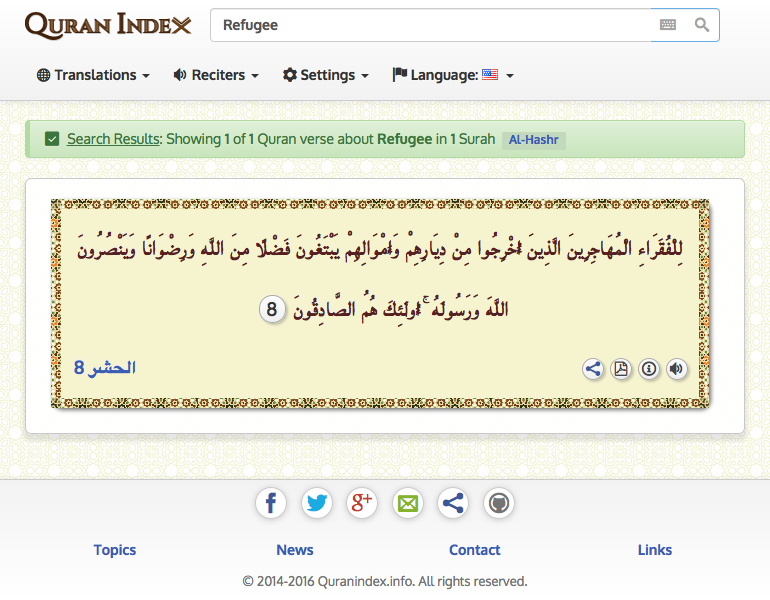 QURAN INDEX
Refugee
Translations
Reciters
Settings
Language:
Search Results: Showing 1 of 1 Quran verse about Refugee in 1 Surah Al-Hashr
لِلْفُقَرَاءِ الْمُهَاجِرِينَ الَّذِينَ أُخْرِجُوا مِنْ دِيَارِهِمْ وَأَمْوَالِهِمْ يَبْتَغُونَ فَضْلًا مِنَ اللَّهِ وَرِضْوَانًا وَيَنْصُرُونَ
اللَّهَ وَرَسُولَهُ ۚ أُولَئِكَ هُمُ الصَّادِقُونَ 8
الحشر 8
Topics News Contact Links
© 2014-2016 Quranindex.info. All rights reserved.